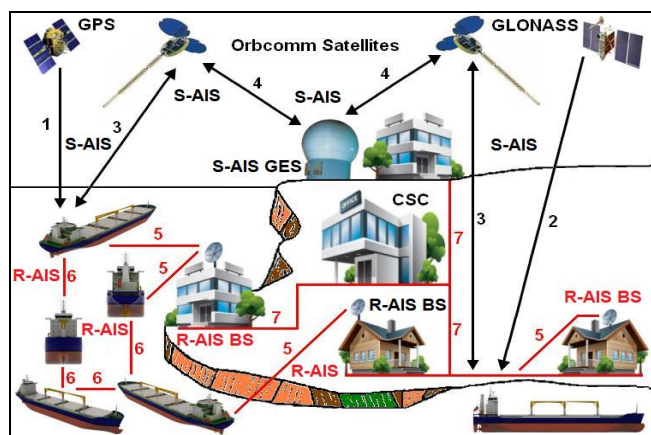 GPS
Orbcomm Satellites
GLONASS
4
4
S-AIS
1
S-AIS
3
S-AIS
S-AIS GES
CSC
3
2
7
5
R-AIS
6
5
R-AIS BS
R-AIS BS
R-AIS
7
5
7
5
R-AIS BS
R-AIS
6
6
6
OFFICE